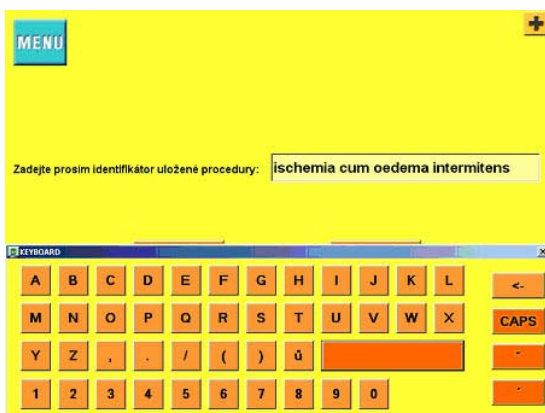 MENU
Zadejte prosím identifikátor uložené procedury: ischemia cum oedema intermitens
KEYBOARD
A B C D E F G H I J K L <-
M N O P Q R S T U V W X CAPS
Y Z , . / ( ) ů
1 2 3 4 5 6 7 8 9 0